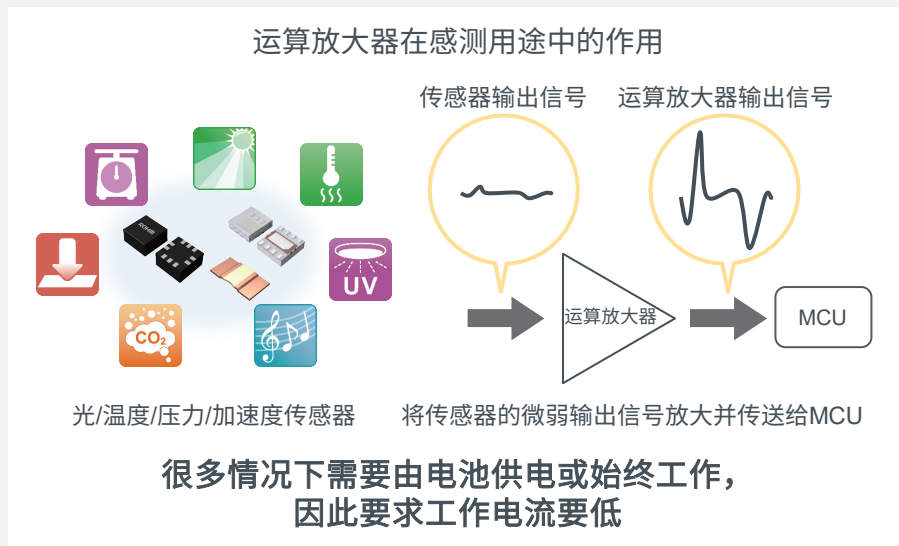 运算放大器在感测用途中的作用
传感器输出信号
运算放大器输出信号
ROHM
UV
CO₂
运算放大器
MCU
光/温度/压力/加速度传感器
将传感器的微弱输出信号放大并传送给MCU
很多情况下需要由电池供电或始终工作，
因此要求工作电流要低